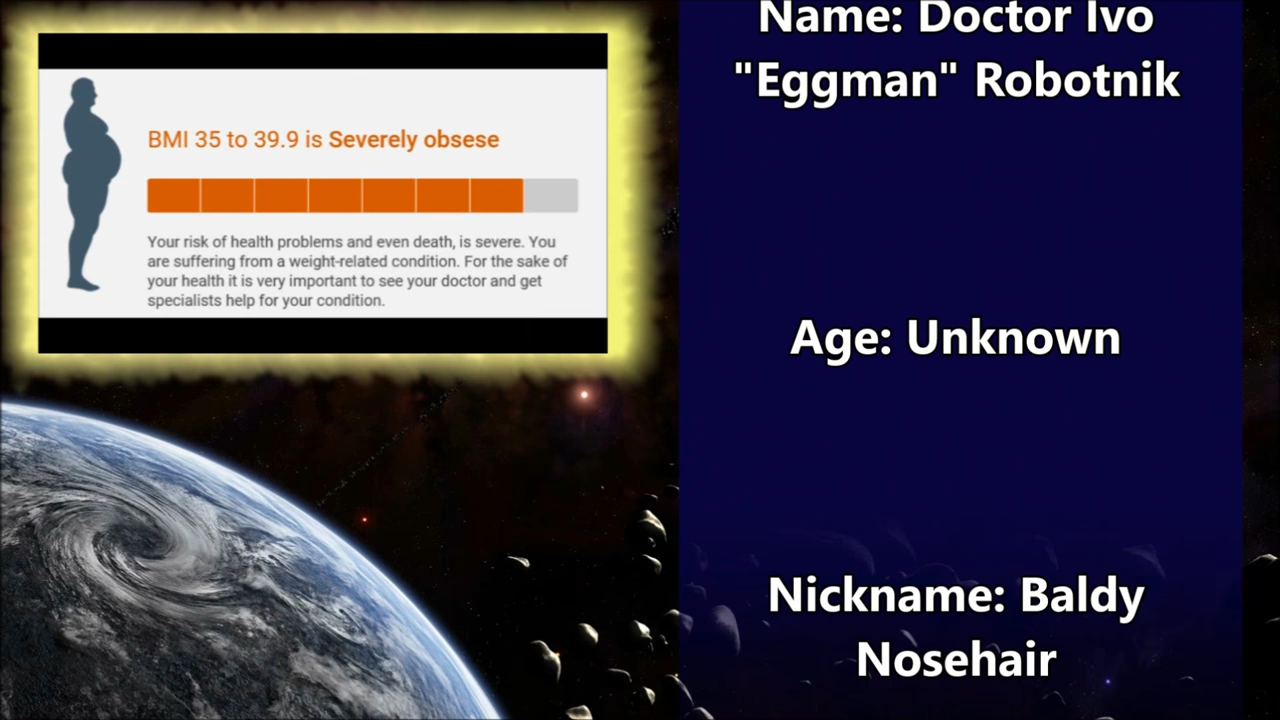 BMI 35 to 39.9 is Severely obsese
Your risk of health problems and even death, is severe. You
are suffering from a weight-related condition. For the sake of
your health it is very important to see your doctor and get
specialists help for your condition.
Name: Doctor Ivo
"Eggman" Robotnik
Age: Unknown
Nickname: Baldy
Nosehair